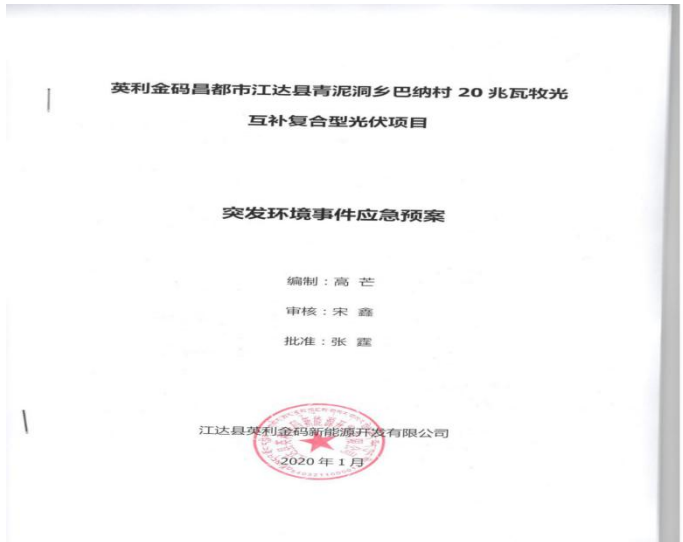 英利金码昌都市江达县青泥洞乡巴纳村 20 兆瓦牧光
互补复合型光伏项目
突发环境事件应急预案
编制：高 芒
审核：宋 鑫
批准：张 霆
江达县英利金码新能源开发有限公司
2020 年 1 月